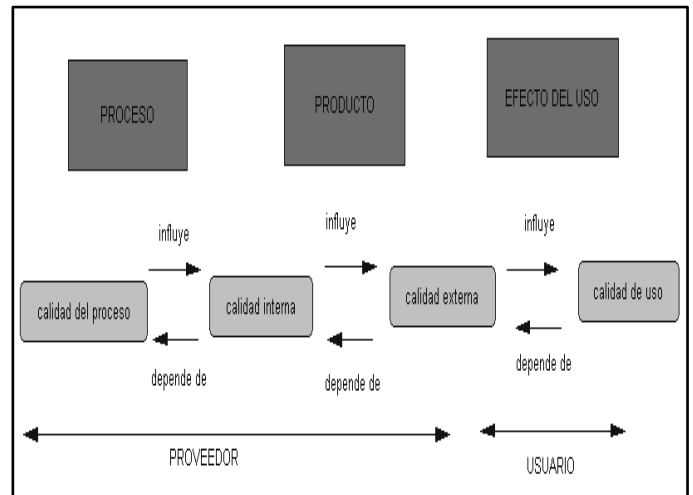 PROCESO
PRODUCTO
EFECTO DEL USO
influye
influye
influye
calidad del proceso
calidad interna
calidad externa
calidad de uso
depende de
depende de
depende de
PROVEEDOR
USUARIO